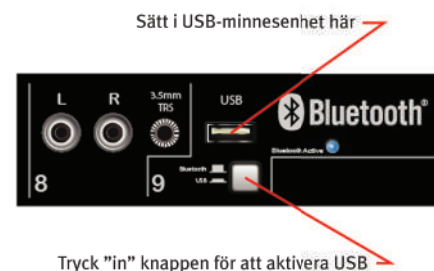 Sätt i USB-minnesenhet här
L R 3.5mm TRS USB
Bluetooth®
Bluetooth Active
Bluetooth
USB
8 9
Tryck ”in” knappen för att aktivera USB